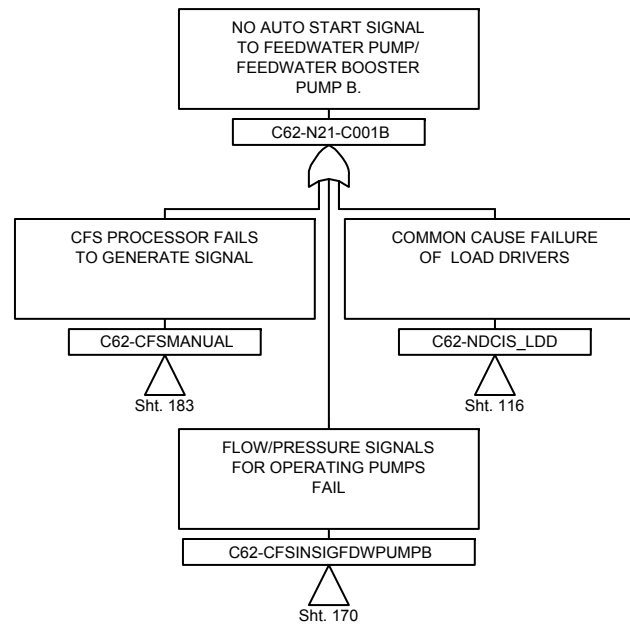 NO AUTO START SIGNAL
TO FEEDWATER PUMP/
FEEDWATER BOOSTER
PUMP B.
C62-N21-C001B
CFS PROCESSOR FAILS
TO GENERATE SIGNAL
C62-CFSMANUAL
Sht. 183
COMMON CAUSE FAILURE
OF LOAD DRIVERS
C62-NDCIS_LDD
Sht. 116
FLOW/PRESSURE SIGNALS
FOR OPERATING PUMPS
FAIL
C62-CFSINSIGFDWPUMPB
Sht. 170